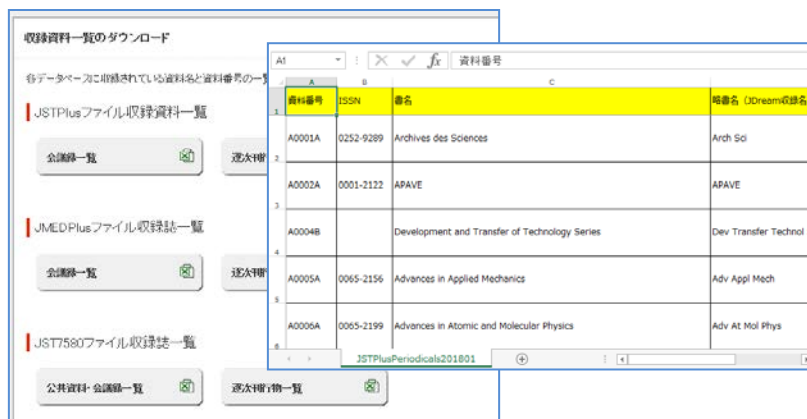 収録資料一覧のダウンロード
各データベースに収録されている資料名と資料番号の一覧
JSTPlusファイル収録資料一覧
会議録一覧
逐次刊行
JMEDPlusファイル収録誌一覧
会議録一覧
逐次刊行
JST7580ファイル収録誌一覧
公共資料・会議録一覧
逐次刊行物一覧
A1 fx 資料番号
A B C
1 資料番号 ISSN 書名 略書名（JDream収録名
2 A0001A 0252-9289 Archives des Sciences Arch Sci
3 A0002A 0001-2122 APAVE APAVE
4 A0004B Development and Transfer of Technology Series Dev Transfer Technol
5 A0005A 0065-2156 Advances in Applied Mechanics Adv Appl Mech
6 A0006A 0065-2199 Advances in Atomic and Molecular Physics Adv At Mol Phys
JSTPlusPeriodicals201801